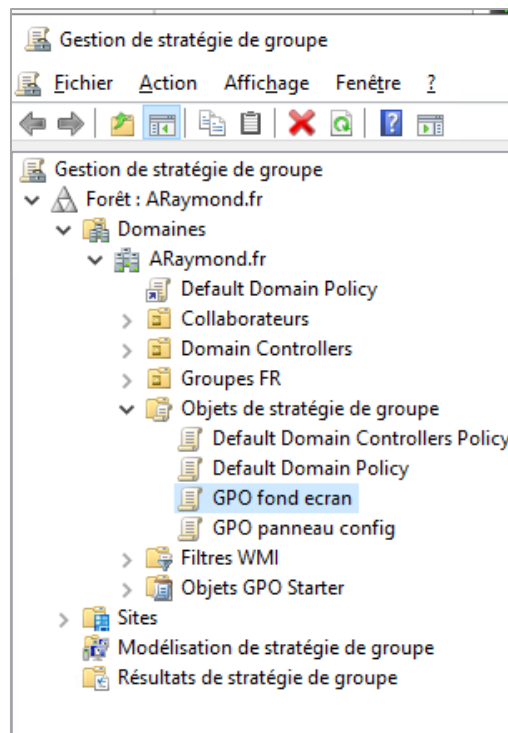 Gestion de stratégie de groupe
Fichier Action Affichage Fenêtre ?
Gestion de stratégie de groupe
Forêt : ARaymond.fr
Domaines
ARaymond.fr
Default Domain Policy
Collaborateurs
Domain Controllers
Groupes FR
Objets de stratégie de groupe
Default Domain Controllers Policy
Default Domain Policy
GPO fond ecran
GPO panneau config
Filtres WMI
Objets GPO Starter
Sites
Modélisation de stratégie de groupe
Résultats de stratégie de groupe